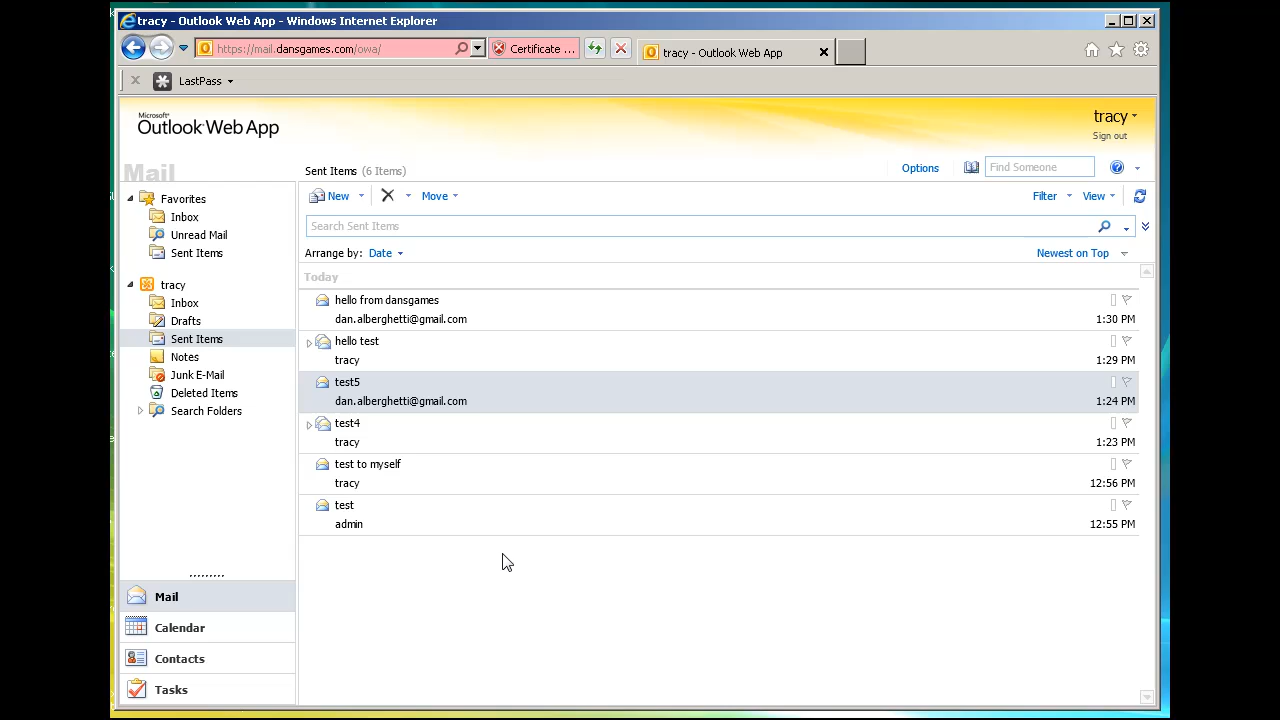 tracy - Outlook Web App - Windows Internet Explorer
https://mail.dansgames.com/owa/
Certificate ...
tracy - Outlook Web App
LastPass
Microsoft®
Outlook Web App
tracy
Sign out
Mail
Sent Items (6 Items)
Options
Find Someone
Favorites
Inbox
Unread Mail
Sent Items
tracy
Inbox
Drafts
Sent Items
Notes
Junk E-Mail
Deleted Items
Search Folders
Mail
Calendar
Contacts
Tasks
New
Move
Filter
View
Search Sent Items
Arrange by: Date
Newest on Top
Today
hello from dansgames
dan.alberghetti@gmail.com 1:30 PM
hello test
tracy 1:29 PM
test5
dan.alberghetti@gmail.com 1:24 PM
test4
tracy 1:23 PM
test to myself
tracy 12:56 PM
test
admin 12:55 PM